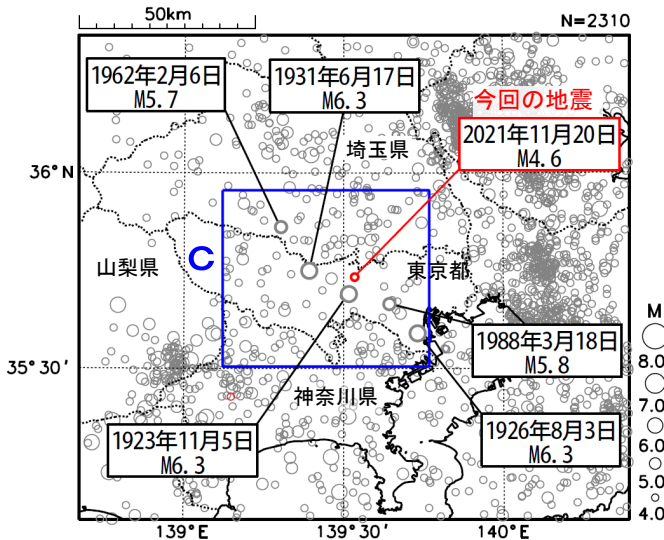 50km
N=2310
1962年2月6日
M5.7
1931年6月17日
M6.3
今回の地震
2021年11月20日
M4.6
埼玉県
36°N
C
山梨県
東京都
M
8.0
7.0
6.0
5.0
4.0
1988年3月18日
M5.8
35°30′
神奈川県
1923年11月5日
M6.3
1926年8月3日
M6.3
139°E
139°30′
140°E